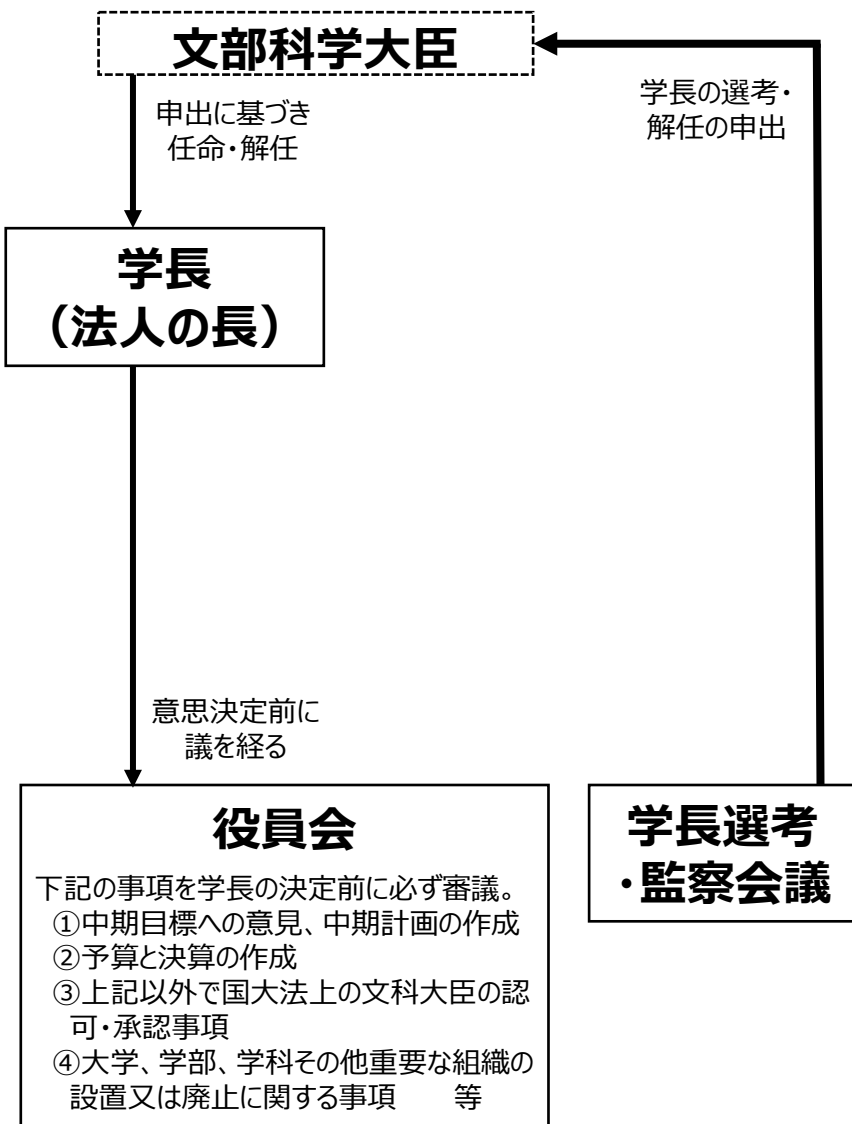 文部科学大臣
学長の選考・
解任の申出
申出に基づき
任命・解任
学長
（法人の長）
意思決定前に
議を経る
役員会
下記の事項を学長の決定前に必ず審議。
①中期目標への意見、中期計画の作成
②予算と決算の作成
③上記以外で国大法上の文科大臣の認
可・承認事項
④大学、学部、学科その他重要な組織の
設置又は廃止に関する事項　　等
学長選考
・監察会議